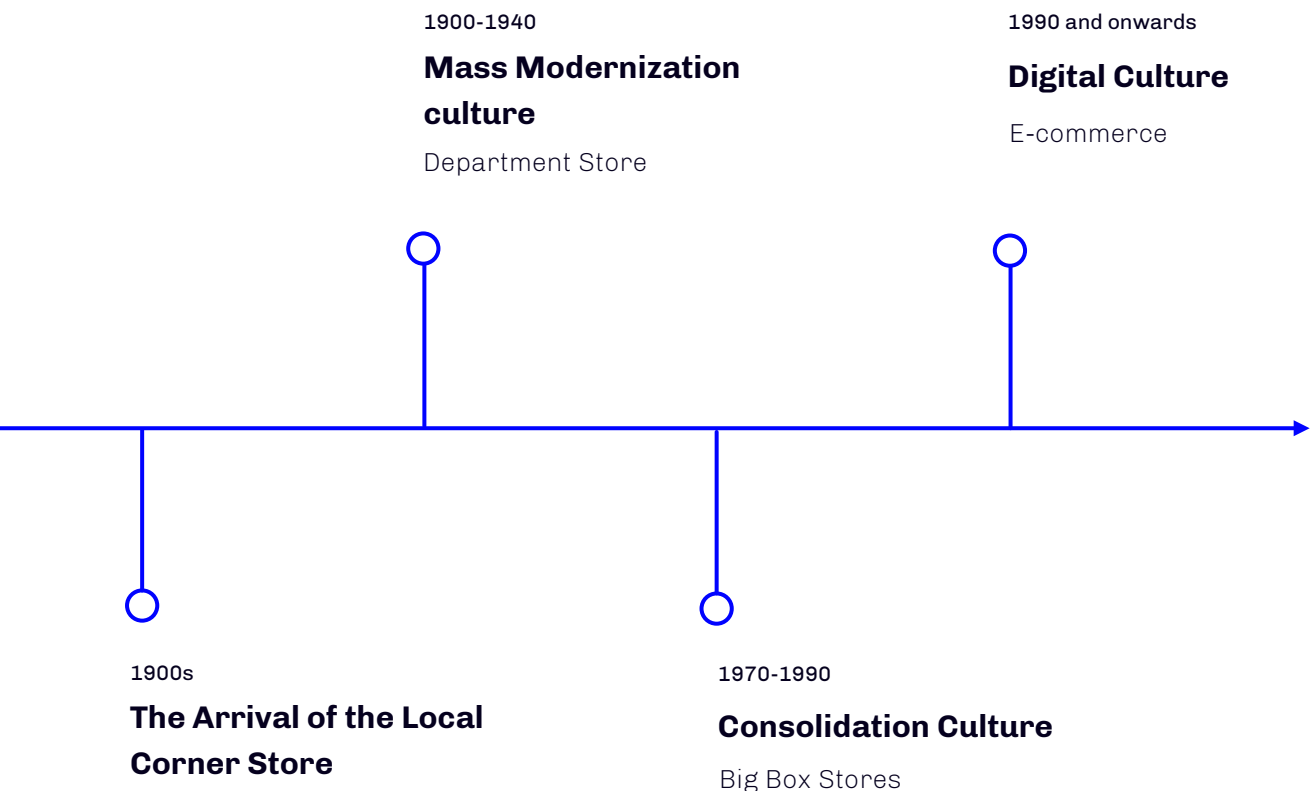 1900-1940
Mass Modernization
culture
Department Store
1990 and onwards
Digital Culture
E-commerce
1900s
The Arrival of the Local
Corner Store
1970-1990
Consolidation Culture
Big Box Stores